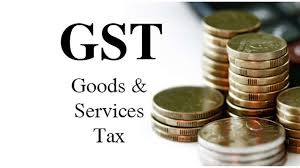 GST
Goods &
Services
Tax